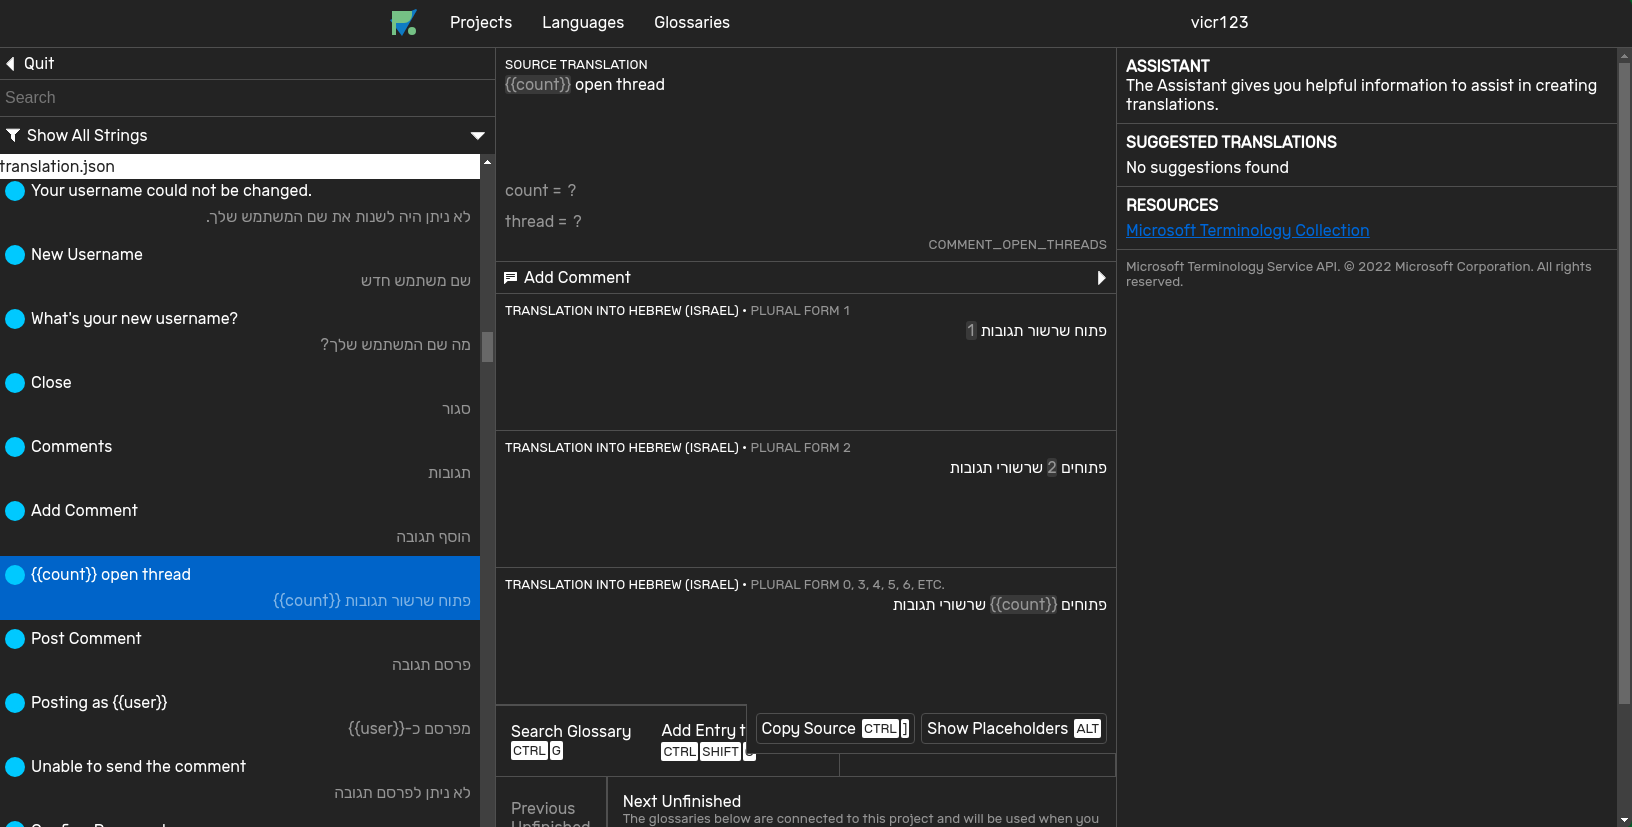 Projects
Languages
Glossaries
vicr123
Quit
Search
Show All Strings
translation.json
Your username could not be changed.
לא ניתן היה לשנות את שם המשתמש שלך.
New Username
שם משתמש חדש
What's your new username?
מה שם המשתמש שלך?
Close
סגור
Comments
תגובות
Add Comment
הוסף תגובה
{{count}} open thread
פתוח שרשור תגובות {{count}}
Post Comment
פרסם תגובה
Posting as {{user}}
מפרסם כ-{{user}}
Unable to send the comment
לא ניתן לפרסם תגובה
SOURCE TRANSLATION
{{count}} open thread
count = ?
thread = ?
COMMENT_OPEN_THREADS
Add Comment
TRANSLATION INTO HEBREW (ISRAEL) • PLURAL FORM 1
פתוח שרשור תגובות 1
TRANSLATION INTO HEBREW (ISRAEL) • PLURAL FORM 2
פתוחים 2 שרשורי תגובות
TRANSLATION INTO HEBREW (ISRAEL) • PLURAL FORM 0, 3, 4, 5, 6, ETC.
פתוחים {{count}} שרשורי תגובות
Search Glossary
CTRL G
Add Entry t
CTRL SHIFT
Copy Source CTRL ]
Show Placeholders ALT
Previous
Unfinished
Next Unfinished
The glossaries below are connected to this project and will be used when you
ASSISTANT
The Assistant gives you helpful information to assist in creating
translations.
SUGGESTED TRANSLATIONS
No suggestions found
RESOURCES
Microsoft Terminology Collection
Microsoft Terminology Service API. © 2022 Microsoft Corporation. All rights
reserved.